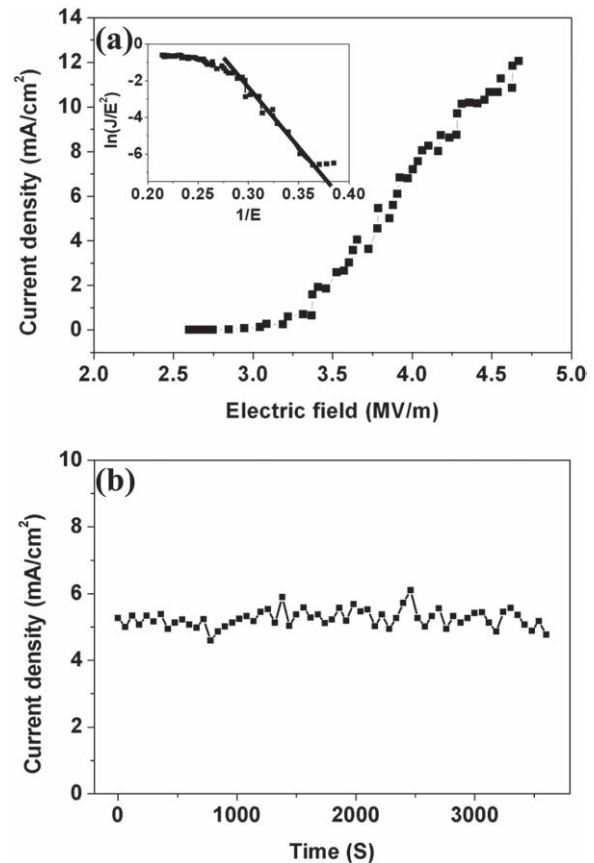 (a)
Current density (mA/cm²)
14
12
10
8
6
4
2
0
ln(J/E²)
0
-2
-4
-6
0.20 0.25 0.30 0.35 0.40
1/E
2.0 2.5 3.0 3.5 4.0 4.5 5.0
Electric field (MV/m)
(b)
Current density (mA/cm²)
10
8
6
4
2
0
0 1000 2000 3000
Time (S)